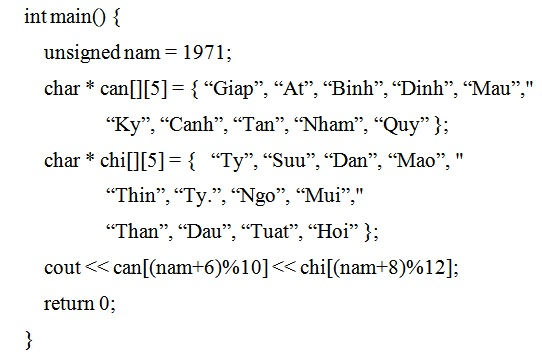 int main() {
unsigned nam = 1971;
char * can[][5] = { “Giap”, “At”, “Binh”, “Dinh”, “Mau”,"
“Ky”, “Canh”, “Tan”, “Nham”, “Quy” };
char * chi[][5] = { “Ty”, “Suu”, “Dan”, “Mao”, "
“Thin”, “Ty.”, “Ngo”, “Mui”,"
“Than”, “Dau”, “Tuat”, “Hoi” };
cout << can[(nam+6)%10] << chi[(nam+8)%12];
return 0;
}